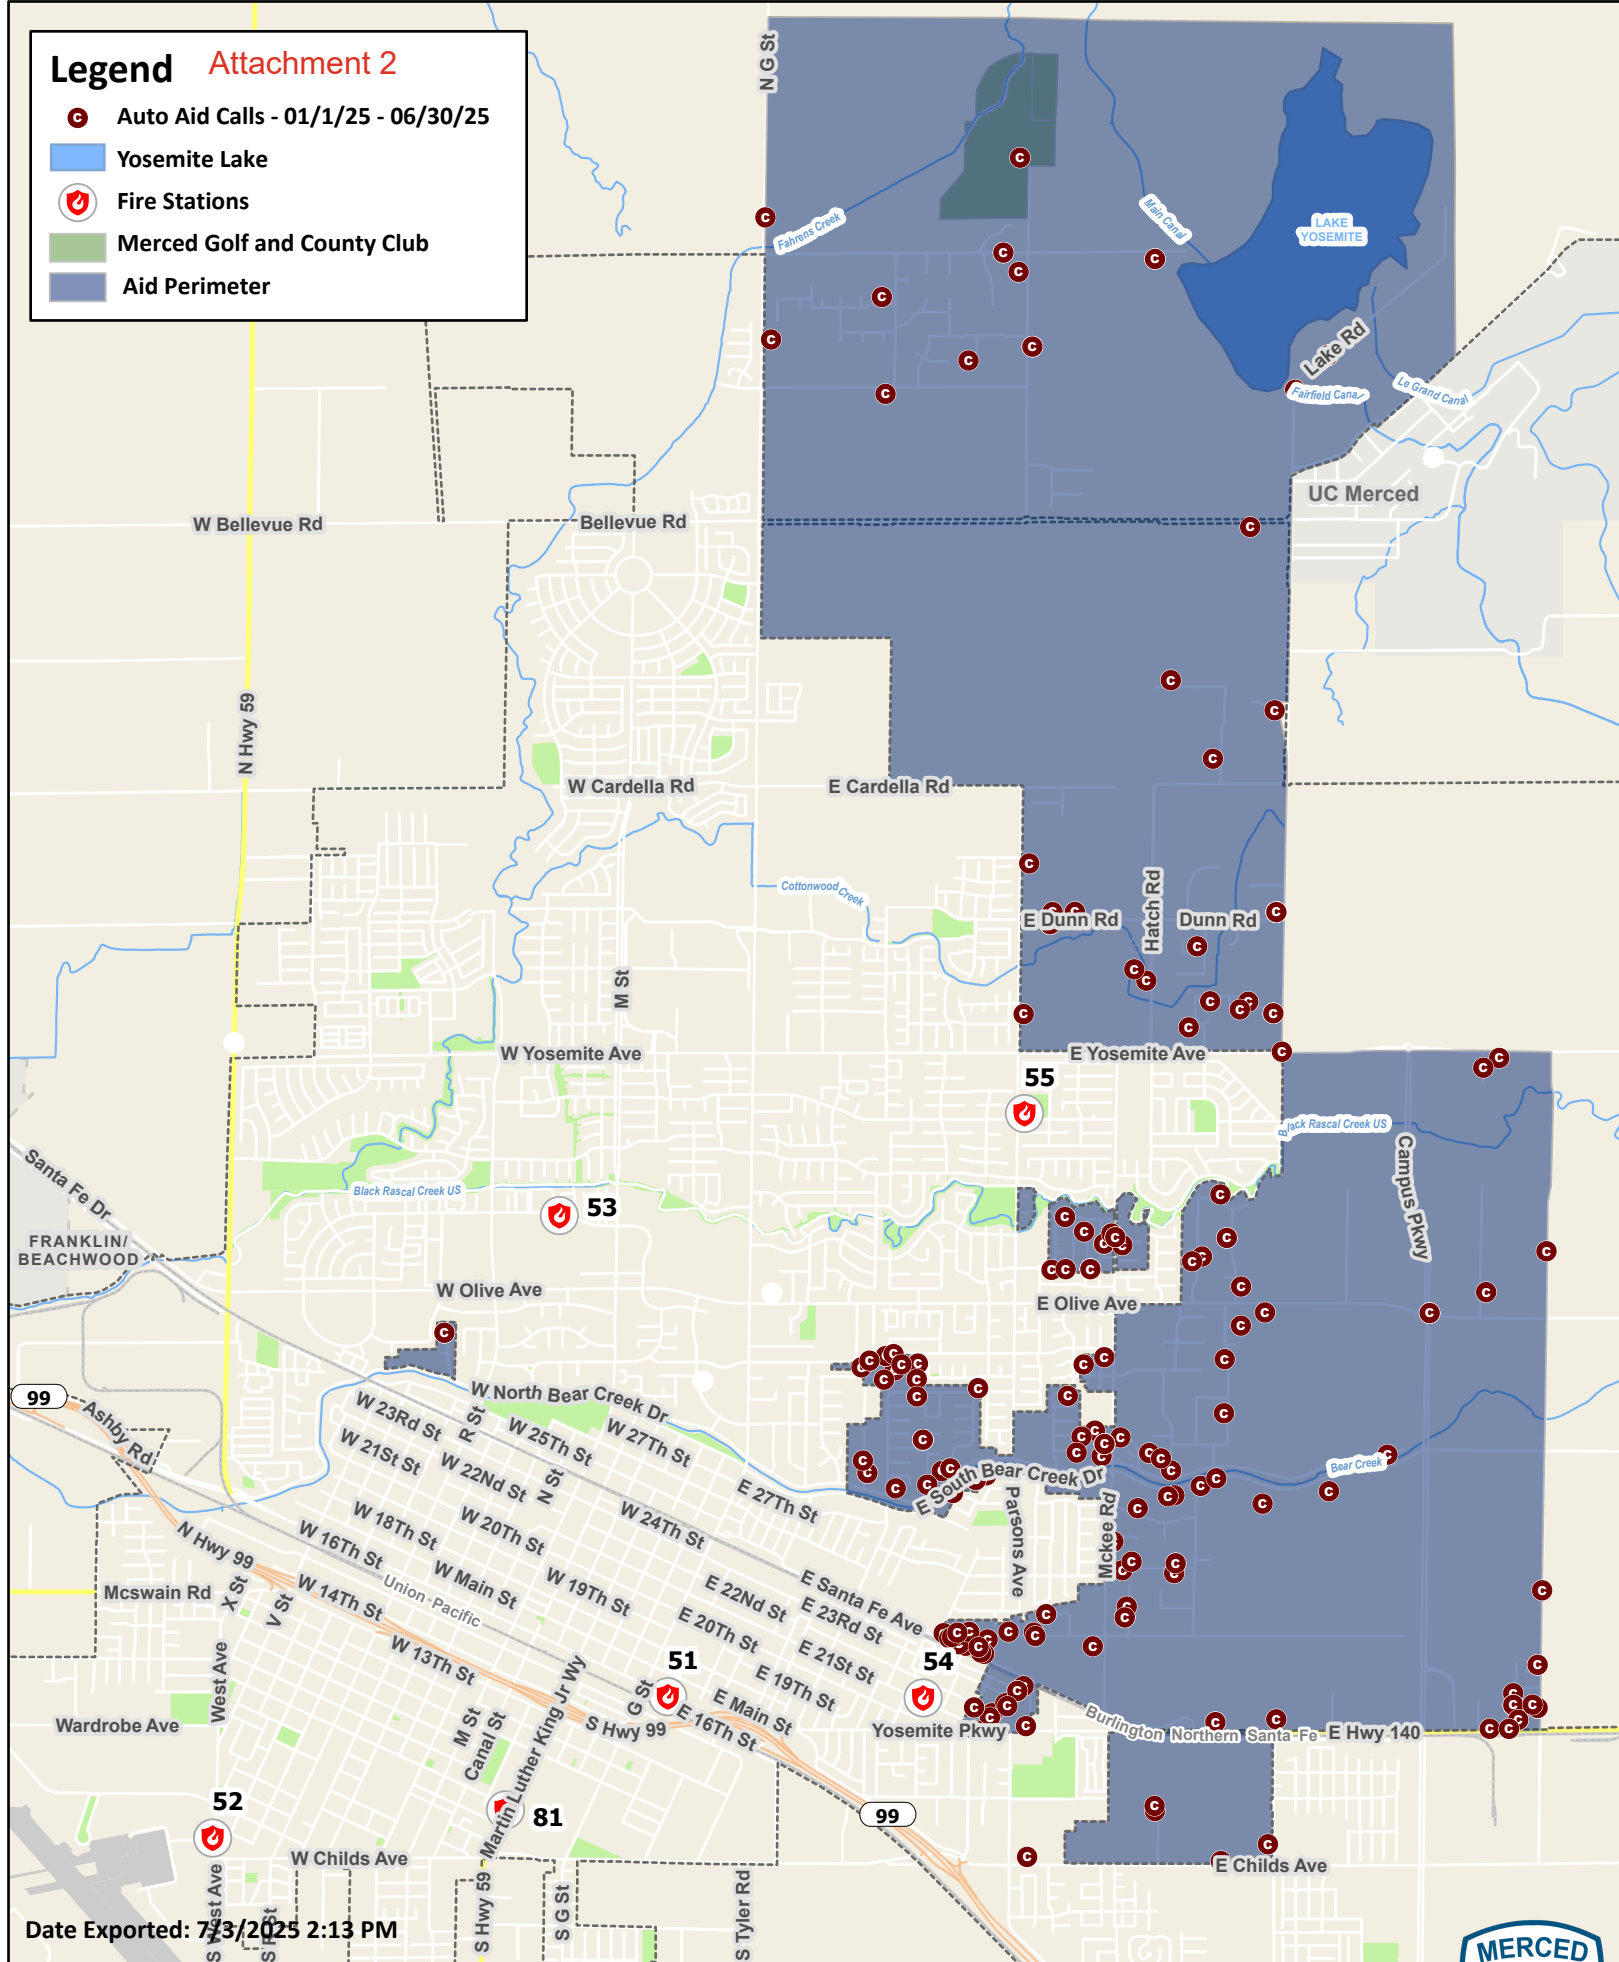 Legend
Attachment 2
C
Auto Aid Calls - 01/1/25 - 06/30/25
Yosemite Lake
Fire Stations
Merced Golf and County Club
Aid Perimeter
N G St
Fahrens Creek
Main Canal
LAKE
YOSEMITE
Lake Rd
Fairfield Canal
Le Grand Canal
UC Merced
W Bellevue Rd
Bellevue Rd
N Hwy 59
W Cardella Rd
E Cardella Rd
Cottonwood Creek
E Dunn Rd
Hatch Rd
Dunn Rd
M St
W Yosemite Ave
E Yosemite Ave
55
Black Rascal Creek US
Campus Pkwy
Santa Fe Dr
Black Rascal Creek US
53
FRANKLIN/
BEACHWOOD
W Olive Ave
E Olive Ave
99
Ashby Rd
W North Bear Creek Dr
W 23Rd St
R St
W 25Th St
W 27Th St
W 21St St
W 22Nd St
N St
E 27Th St
E South Bear Creek Dr
Bear Creek
W 18Th St
W 20Th St
W 24Th St
Parsons Ave
Mckee Rd
N Hwy 99
W 16Th St
Union Pacific
W Main St
W 19Th St
E 22Nd St
E Santa Fe Ave
E 23Rd St
Mcswain Rd
X St
V St
W 14Th St
E 20Th St
E 21St St
W 13Th St
51
54
E 19Th St
West Ave
G St
E Main St
Wardrobe Ave
M St
Canal St
Martin Luther King Jr Wy
S Hwy 99
E 16Th St
Yosemite Pkwy
Burlington Northern Santa Fe
E Hwy 140
52
81
99
W Childs Ave
E Childs Ave
S West Ave
S R St
S Hwy 59
S G St
S Tyler Rd
Date Exported: 7/3/2025 2:13 PM
MERCED